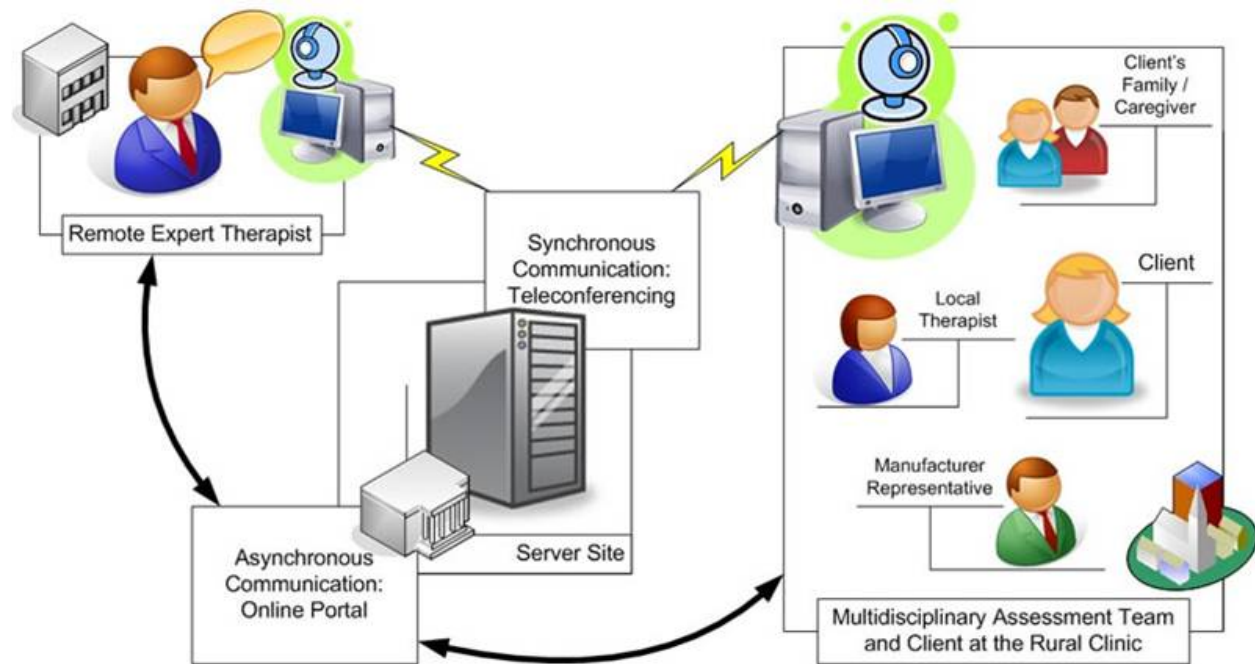 Remote Expert Therapist
Synchronous
Communication:
Teleconferencing
Server Site
Asynchronous
Communication:
Online Portal
Client's
Family /
Caregiver
Client
Local
Therapist
Manufacturer
Representative
Multidisciplinary Assessment Team
and Client at the Rural Clinic